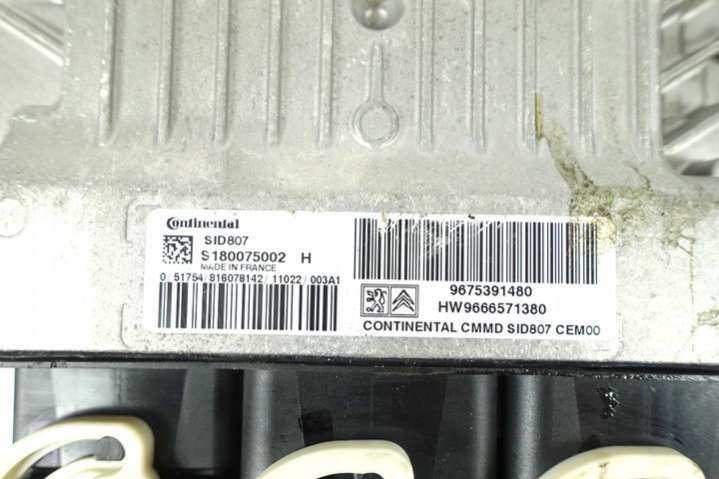 Continental
SID807
S180075002 H
MADE IN FRANCE
0/51754/816078142/11022/003A1
9675391480
HW9666571380
CONTINENTAL CMMD SID807 CEM00